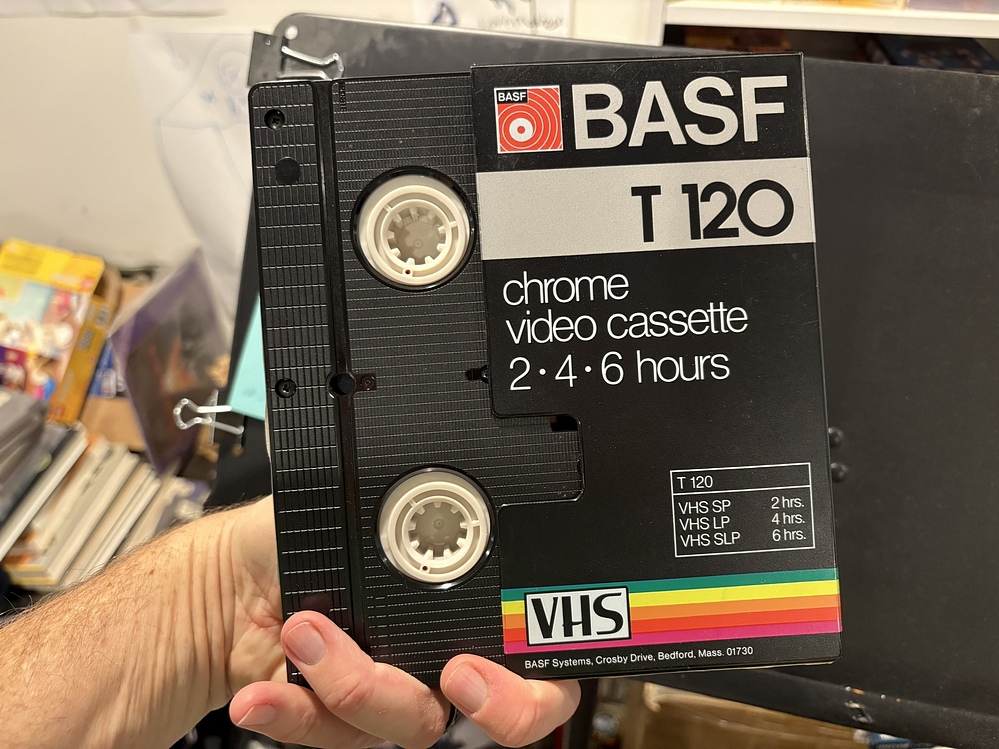 BASF
BASF
T 120
chrome
video cassette
2 • 4 • 6 hours
T 120
VHS SP 2 hrs.
VHS LP 4 hrs.
VHS SLP 6 hrs.
VHS
BASF Systems, Crosby Drive, Bedford, Mass. 01730